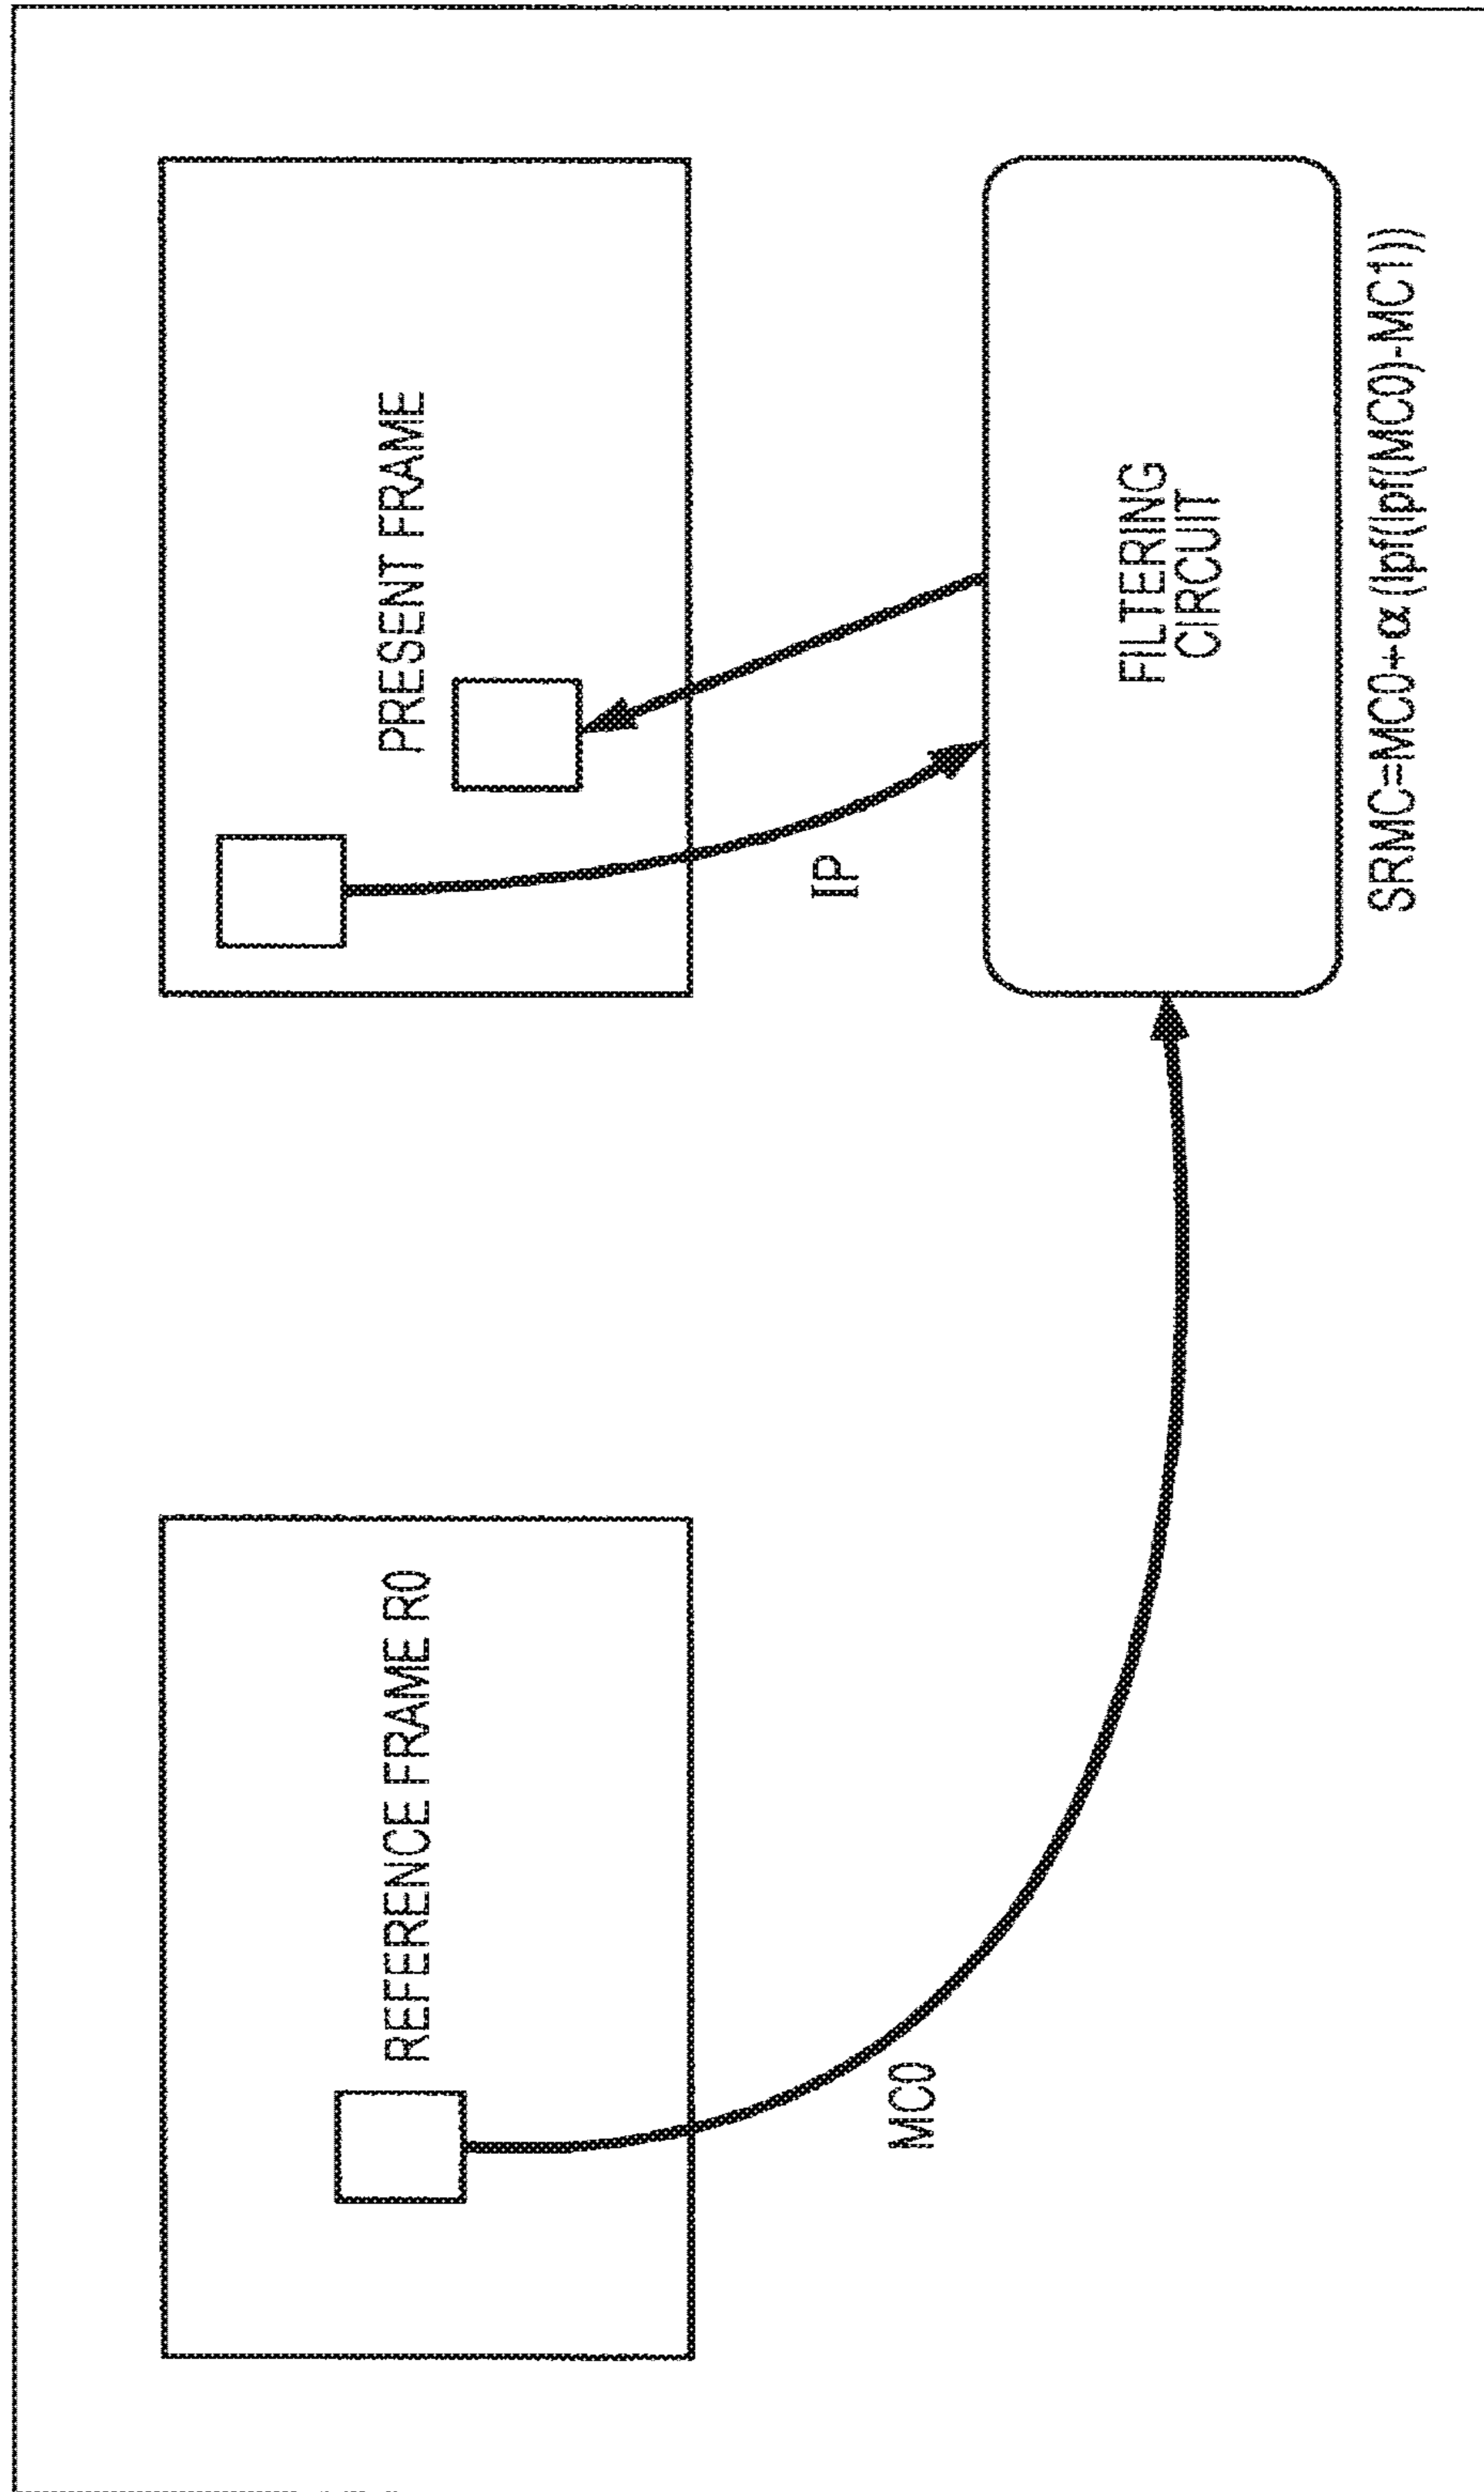 REFERENCE FRAME R0
PRESENT FRAME
MC0
IP
FILTERING
CIRCUIT
SRMC=MC0+α(lpf(lpf(MC0)-MC1))